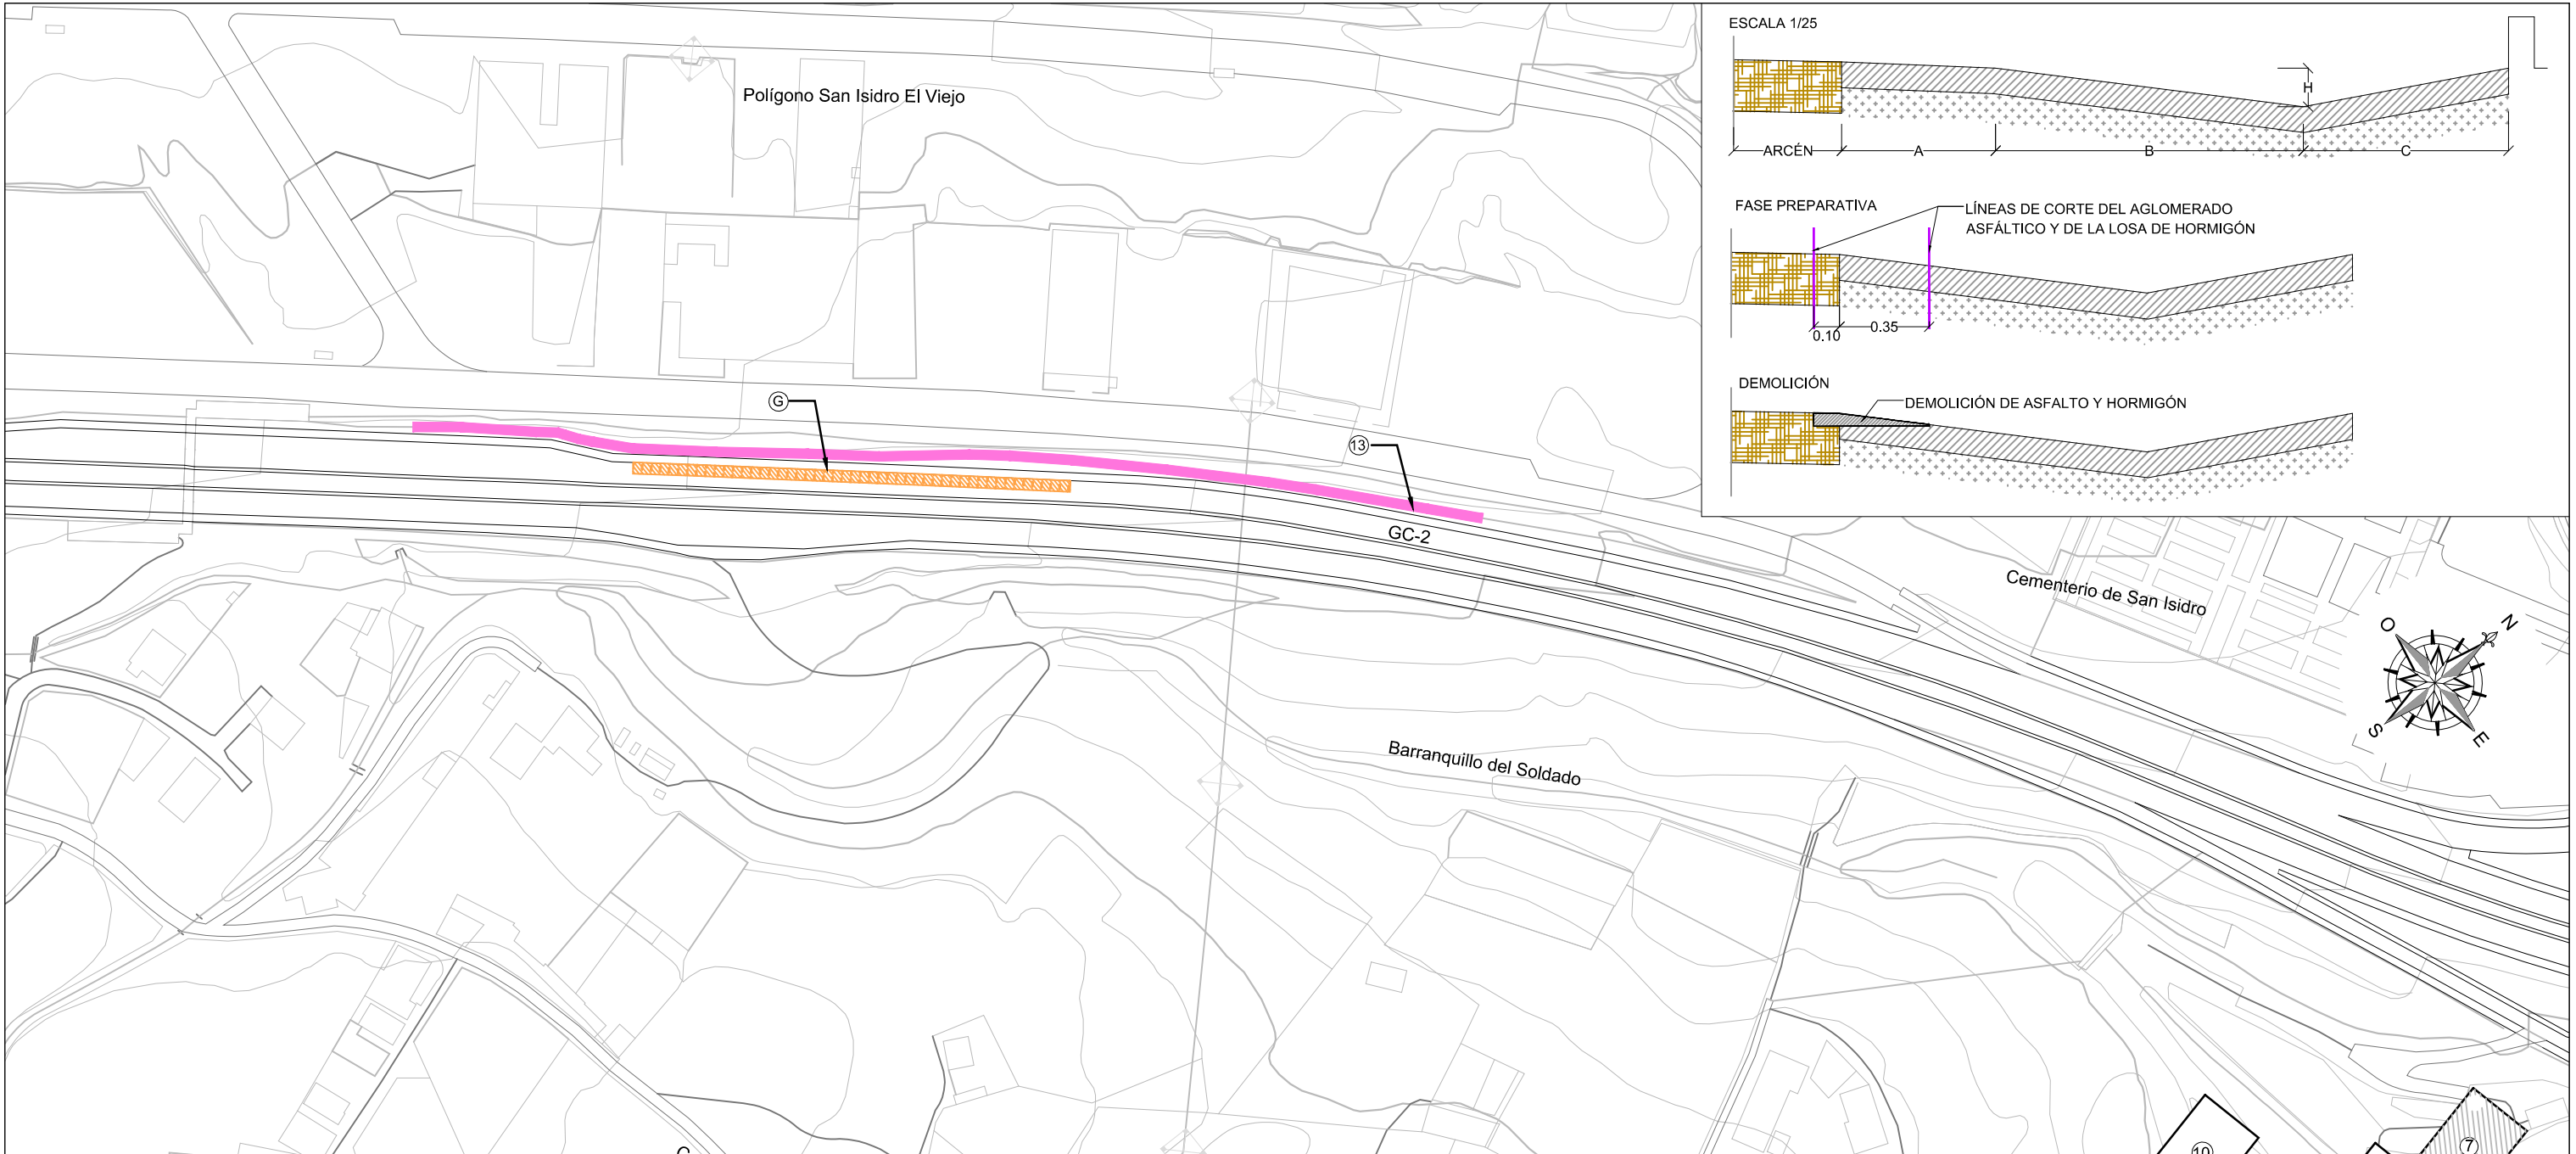 ESCALA 1/25
H
ARCÉN
A
B
C
FASE PREPARATIVA
LÍNEAS DE CORTE DEL AGLOMERADO
ASFÁLTICO Y DE LA LOSA DE HORMIGÓN
0.10
0.35
DEMOLICIÓN
DEMOLICIÓN DE ASFALTO Y HORMIGÓN
Polígono San Isidro El Viejo
G
13
GC-2
Cementerio de San Isidro
O
N
S
E
Barranquillo del Soldado
10
7